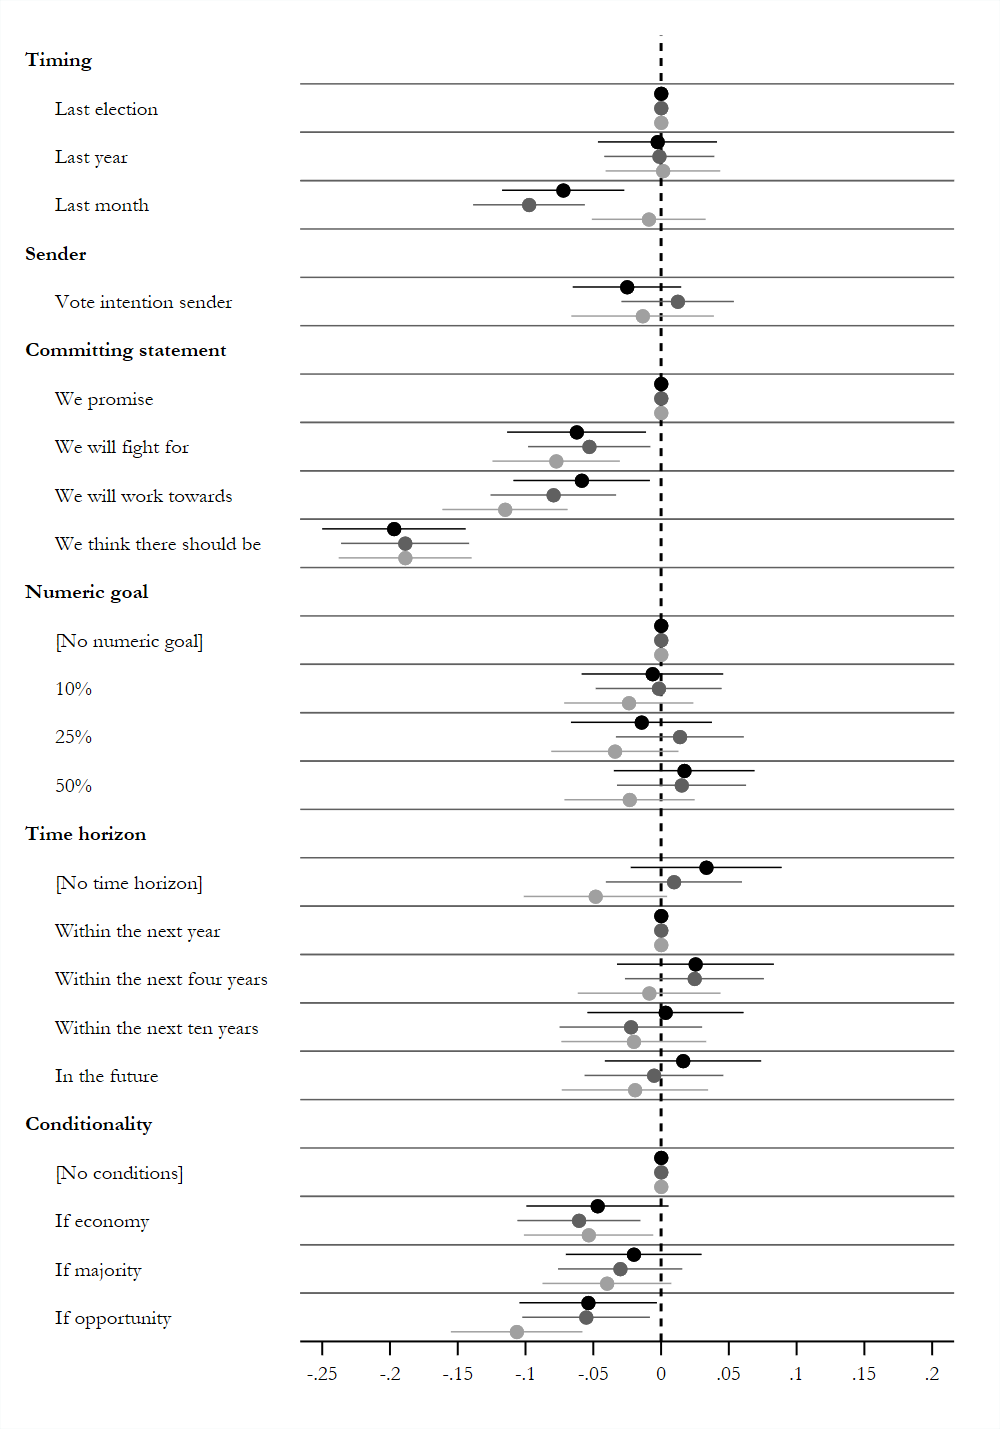 Timing
Last election
Last year
Last month
Sender
Vote intention sender
Committing statement
We promise
We will fight for
We will work towards
We think there should be
Numeric goal
[No numeric goal]
10%
25%
50%
Time horizon
[No time horizon]
Within the next year
Within the next four years
Within the next ten years
In the future
Conditionality
[No conditions]
If economy
If majority
If opportunity
-.25 -.2 -.15 -.1 -.05 0 .05 .1 .15 .2